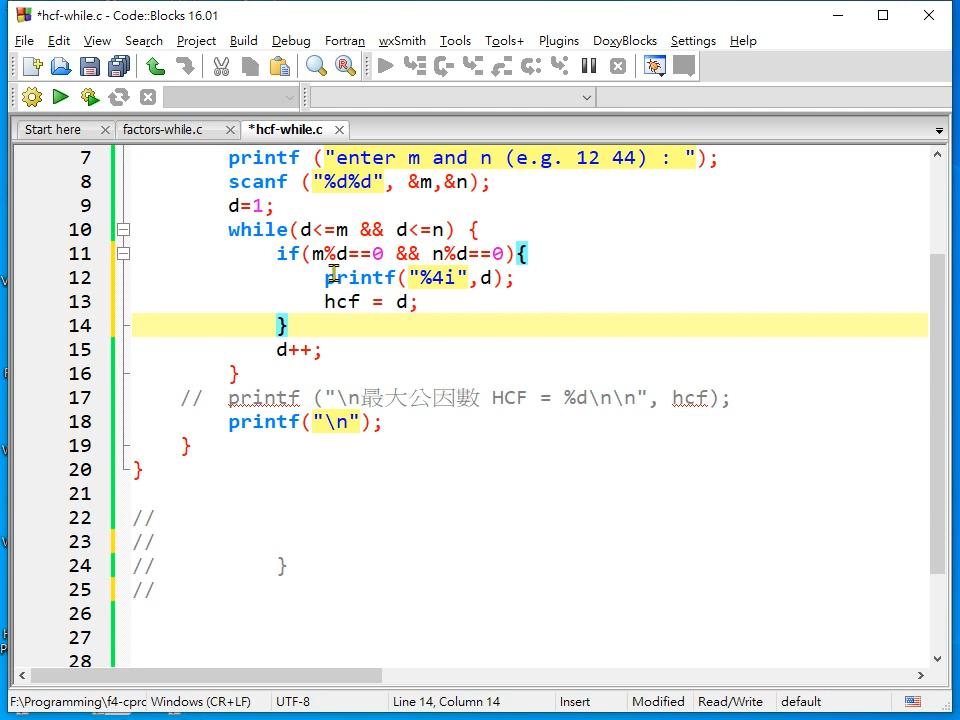 *hcf-while.c - Code::Blocks 16.01
File Edit View Search Project Build Debug Fortran wxSmith Tools Tools+ Plugins DoxyBlocks Settings Help
Start here factors-while.c *hcf-while.c
7 printf ("enter m and n (e.g. 12 44) : ");
8 scanf ("%d%d", &m,&n);
9 d=1;
10 while(d<=m && d<=n) {
11 if(m%d==0 && n%d==0){
12 printf("%4i",d);
13 hcf = d;
14 }
15 d++;
16 }
17 // printf ("\n最大公因數 HCF = %d\n\n", hcf);
18 printf("\n");
19 }
20 }
21
22 //
23 //
24 // }
25 //
26
27
28
F:\Programming\f4-cprc Windows (CR+LF) UTF-8 Line 14, Column 14 Insert Modified Read/Write default